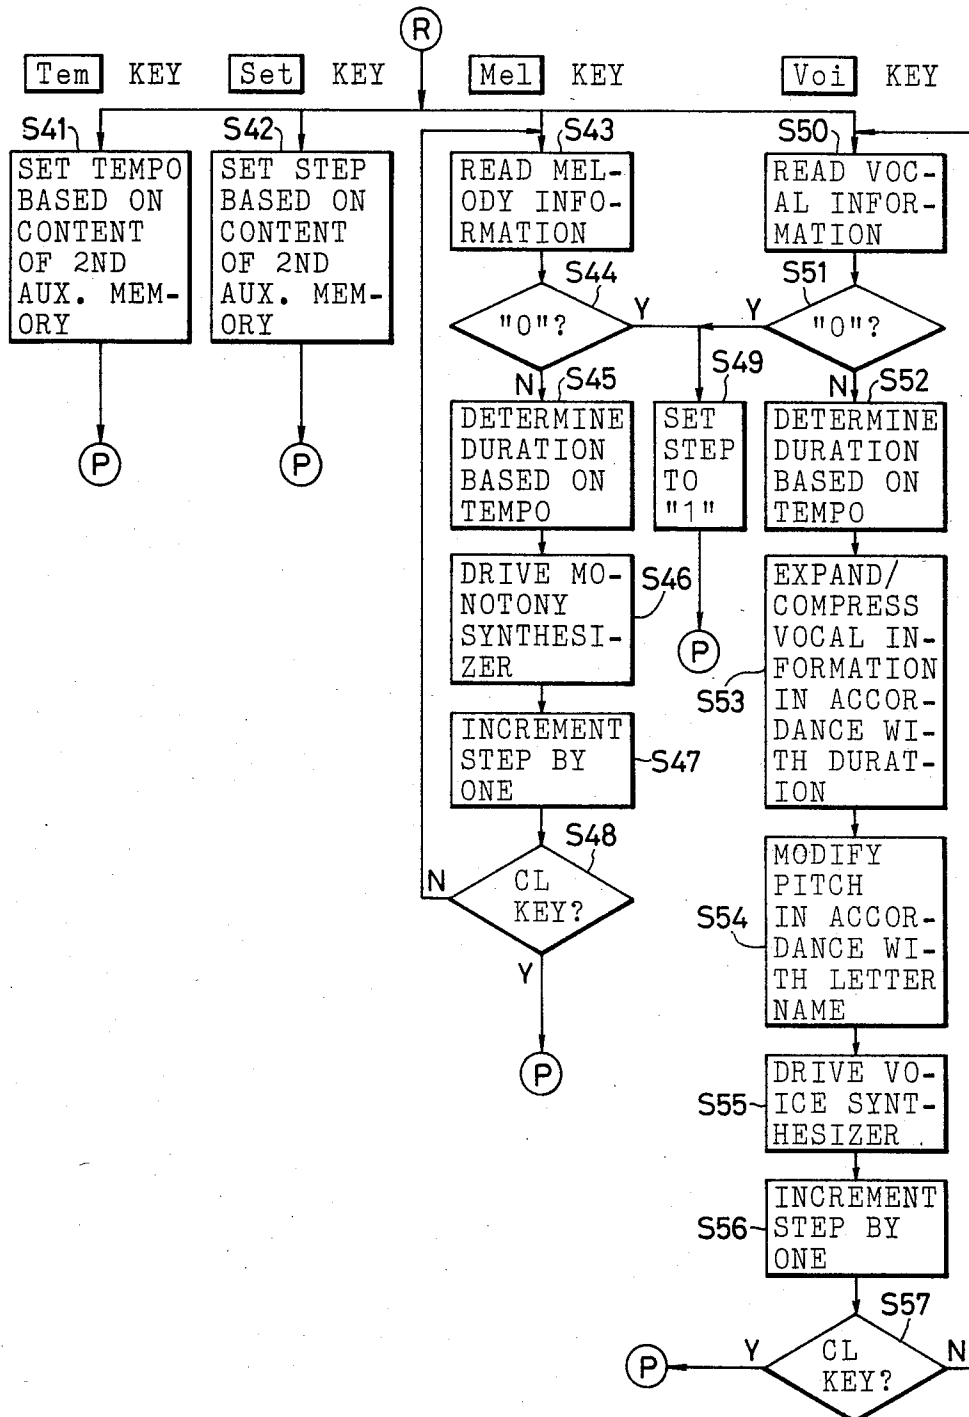 R
Tem KEY
Set KEY
Mel KEY
Voi KEY
S41
SET TEMPO
BASED ON
CONTENT
OF 2ND
AUX. MEM-
ORY
P
S42
SET STEP
BASED ON
CONTENT
OF 2ND
AUX. MEM-
ORY
P
S43
READ MEL-
ODY INFO-
RMATION
S44
"0"?
Y
N
S45
DETERMINE
DURATION
BASED ON
TEMPO
S46
DRIVE MO-
NOTONY
SYNTHESI-
ZER
S47
INCREMENT
STEP BY
ONE
S48
CL
KEY?
N
Y
P
S49
SET
STEP
TO
"1"
P
S50
READ VOC-
AL INFOR-
MATION
S51
"0"?
Y
N
S52
DETERMINE
DURATION
BASED ON
TEMPO
S53
EXPAND/
COMPRESS
VOCAL IN-
FORMATION
IN ACCOR-
DANCE WI-
TH DURAT-
ION
S54
MODIFY
PITCH
IN ACCOR-
DANCE WI-
TH LETTER
NAME
S55
DRIVE VO-
ICE SYNT-
HESIZER
S56
INCREMENT
STEP BY
ONE
S57
CL
KEY?
Y
N
P